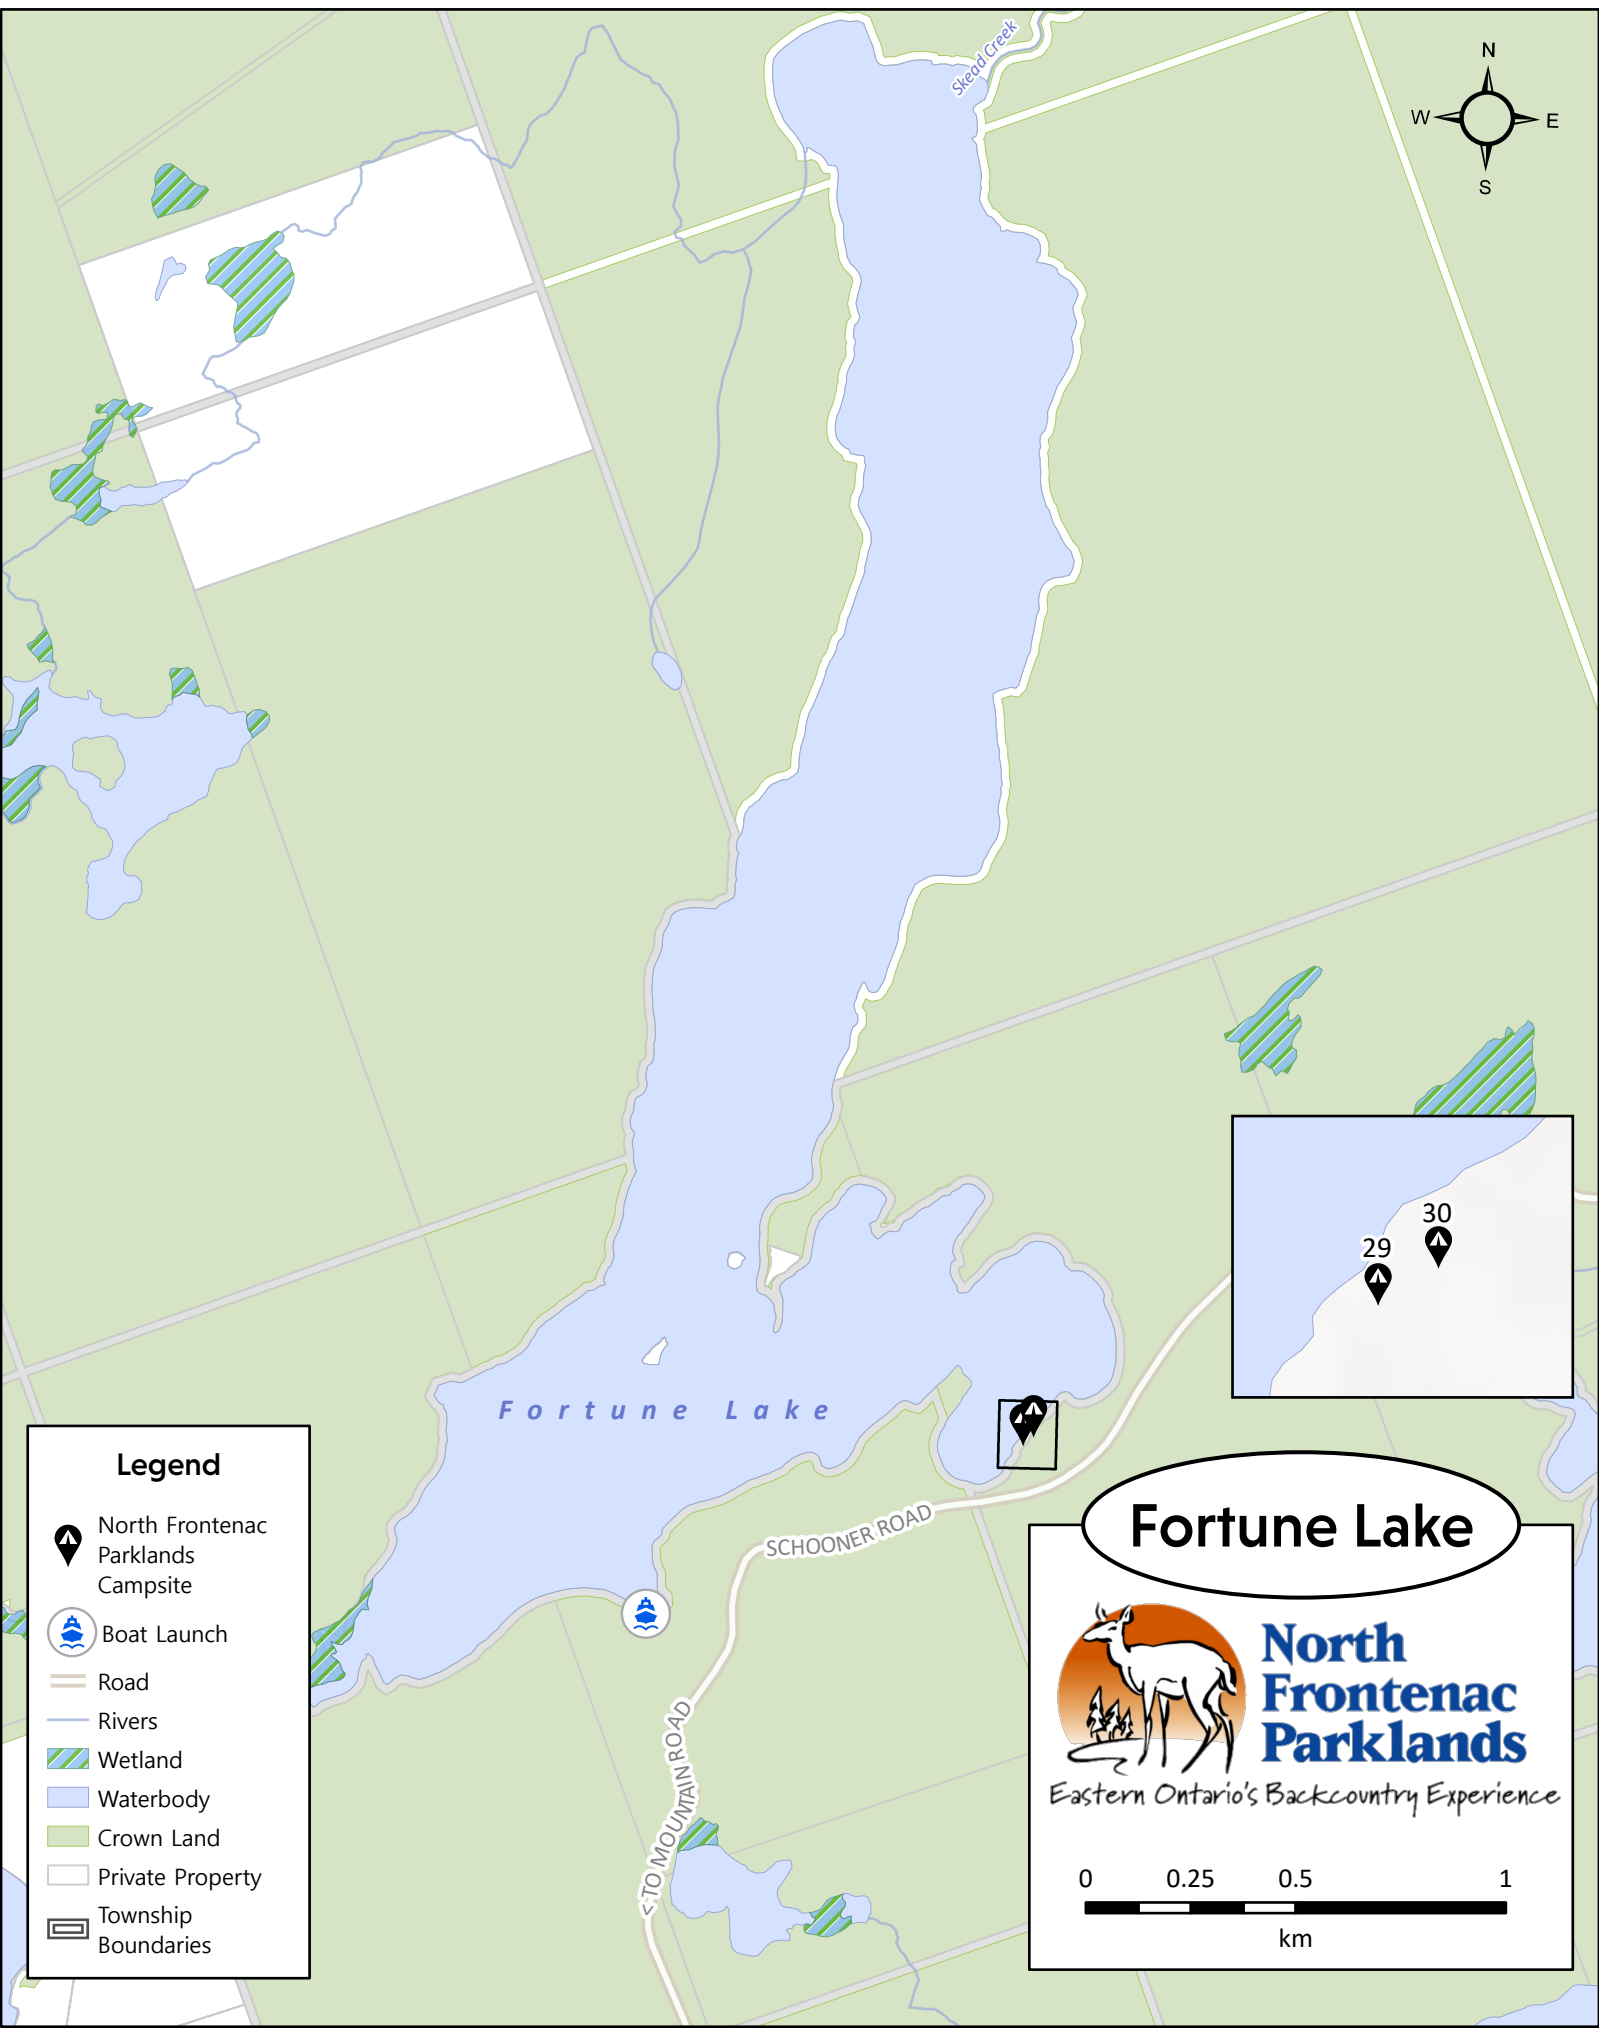 Skead Creek
N
W
E
S
30
29
Fortune Lake
SCHOONER ROAD
< TO MOUNTAIN ROAD
Legend
North Frontenac
Parklands
Campsite
Boat Launch
Road
Rivers
Wetland
Waterbody
Crown Land
Private Property
Township
Boundaries
Fortune Lake
North
Frontenac
Parklands
Eastern Ontario's Backcountry Experience
0 0.25 0.5 1
km